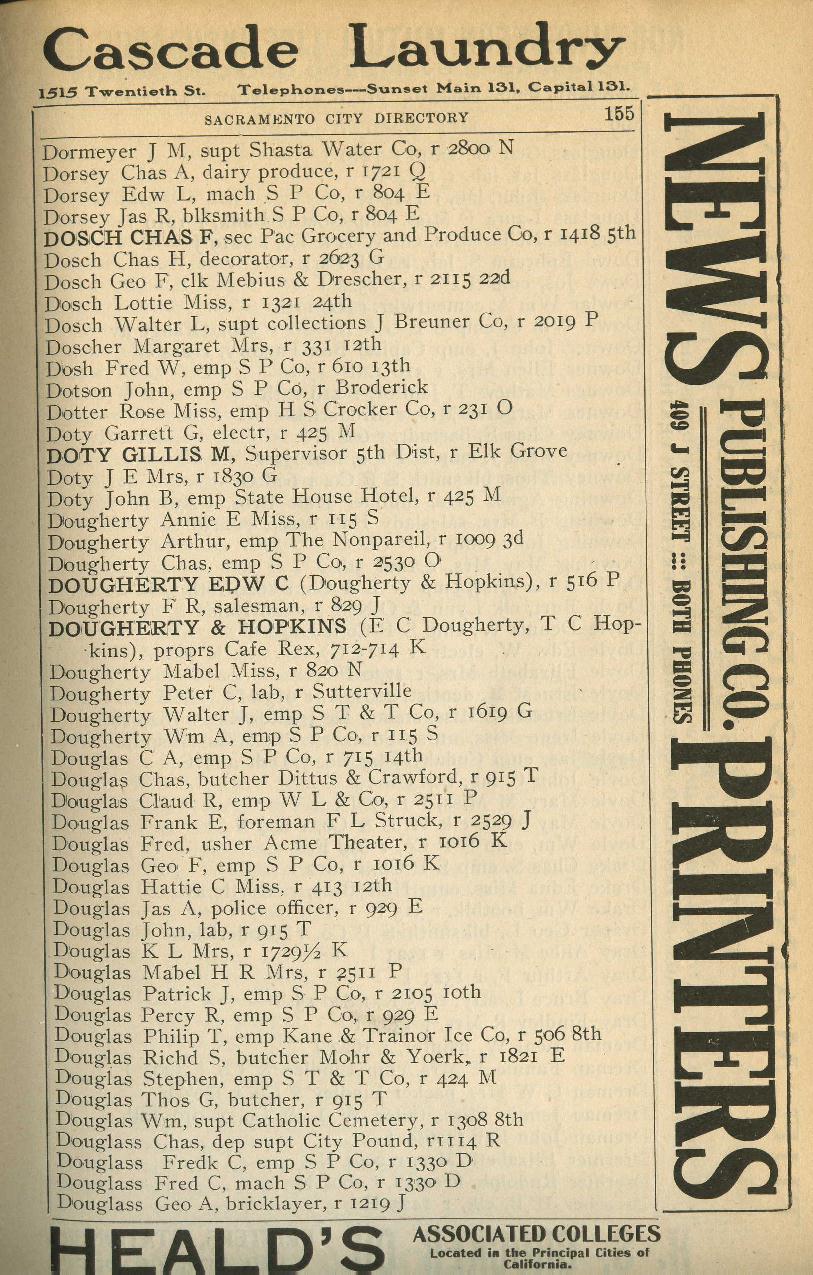 Cascade Laundry
1515 Twentieth St. Telephones---Sunset Main 131, Capital 131.
SACRAMENTO CITY DIRECTORY 155
Dormeyer J M, supt Shasta Water Co, r 2800 N
Dorsey Chas A, dairy produce, r 1721 Q
Dorsey Edw L, mach S P Co, r 804 E
Dorsey Jas R, blksmith S P Co, r 804 E
DOSCH CHAS F, sec Pac Grocery and Produce Co, r 1418 5th
Dosch Chas H, decorator, r 2623 G
Dosch Geo F, clk Mebius & Drescher, r 2115 22d
Dosch Lottie Miss, r 1321 24th
Dosch Walter L, supt collections J Breuner Co, r 2019 P
Doscher Margaret Mrs, r 331 12th
Dosh Fred W, emp S P Co, r 610 13th
Dotson John, emp S P Co, r Broderick
Dotter Rose Miss, emp H S Crocker Co, r 231 O
Doty Garrett G, electr, r 425 M
DOTY GILLIS M, Supervisor 5th Dist, r Elk Grove
Doty J E Mrs, r 1830 G
Doty John B, emp State House Hotel, r 425 M
Dougherty Annie E Miss, r 115 S
Dougherty Arthur, emp The Nonpareil, r 1009 3d
Dougherty Chas, emp S P Co, r 2530 O
DOUGHERTY EDW C (Dougherty & Hopkins), r 516 P
Dougherty F R, salesman, r 829 J
DOUGHERTY & HOPKINS (E C Dougherty, T C Hop-
kins), proprs Cafe Rex, 712-714 K
Dougherty Mabel Miss, r 820 N
Dougherty Peter C, lab, r Sutterville
Dougherty Walter J, emp S T & T Co, r 1619 G
Dougherty Wm A, emp S P Co, r 115 S
Douglas C A, emp S P Co, r 715 14th
Douglas Chas, butcher Dittus & Crawford, r 915 T
Douglas Claud R, emp W L & Co, r 2511 P
Douglas Frank E, foreman F L Struck, r 2529 J
Douglas Fred, usher Acme Theater, r 1016 K
Douglas Geo F, emp S P Co, r 1016 K
Douglas Hattie C Miss, r 413 12th
Douglas Jas A, police officer, r 929 E
Douglas John, lab, r 915 T
Douglas K L Mrs, r 1729½ K
Douglas Mabel H R Mrs, r 2511 P
Douglas Patrick J, emp S P Co, r 2105 10th
Douglas Percy R, emp S P Co, r 929 E
Douglas Philip T, emp Kane & Trainor Ice Co, r 506 8th
Douglas Richd S, butcher Mohr & Yoerk, r 1821 E
Douglas Stephen, emp S T & T Co, r 424 M
Douglas Thos G, butcher, r 915 T
Douglas Wm, supt Catholic Cemetery, r 1308 8th
Douglass Chas, dep supt City Pound, r1114 R
Douglass Fredk C, emp S P Co, r 1330 D
Douglass Fred C, mach S P Co, r 1330 D
Douglass Geo A, bricklayer, r 1219 J
NEWS PUBLISHING CO. PRINTERS
409 J STREET ::: BOTH PHONES
HEALD'S ASSOCIATED COLLEGES
Located in the Principal Cities of
California.